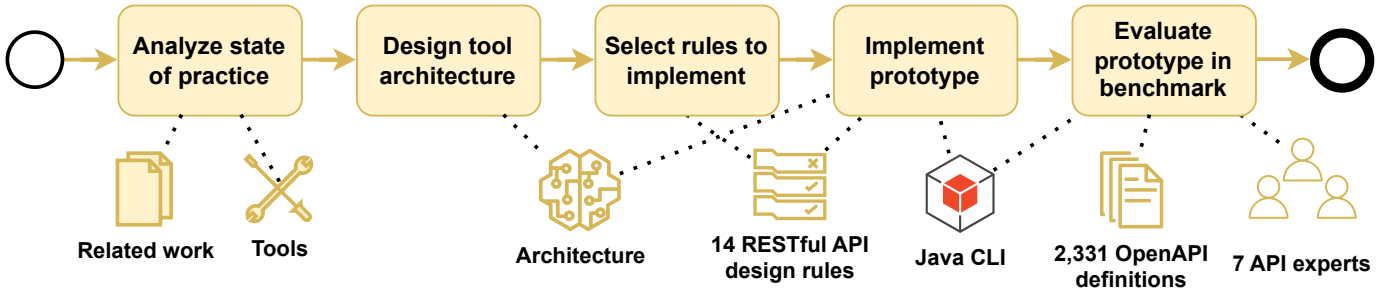 Analyze state
of practice
Design tool
architecture
Select rules to
implement
Implement
prototype
Evaluate
prototype in
benchmark
Related work
Tools
Architecture
14 RESTful API
design rules
Java CLI
2,331 OpenAPI
definitions
7 API experts